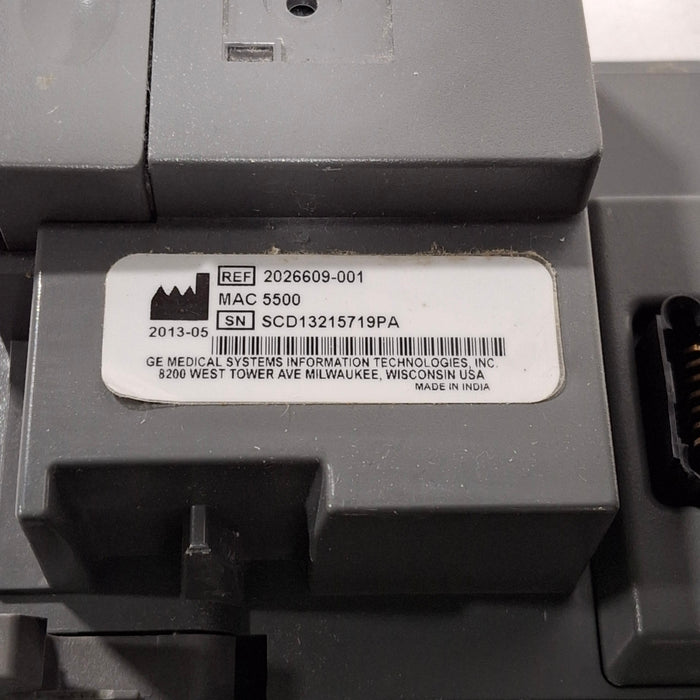 REF 2026609-001
MAC 5500
2013-05 SN SCD13215719PA
GE MEDICAL SYSTEMS INFORMATION TECHNOLOGIES, INC.
8200 WEST TOWER AVE MILWAUKEE, WISCONSIN USA
MADE IN INDIA